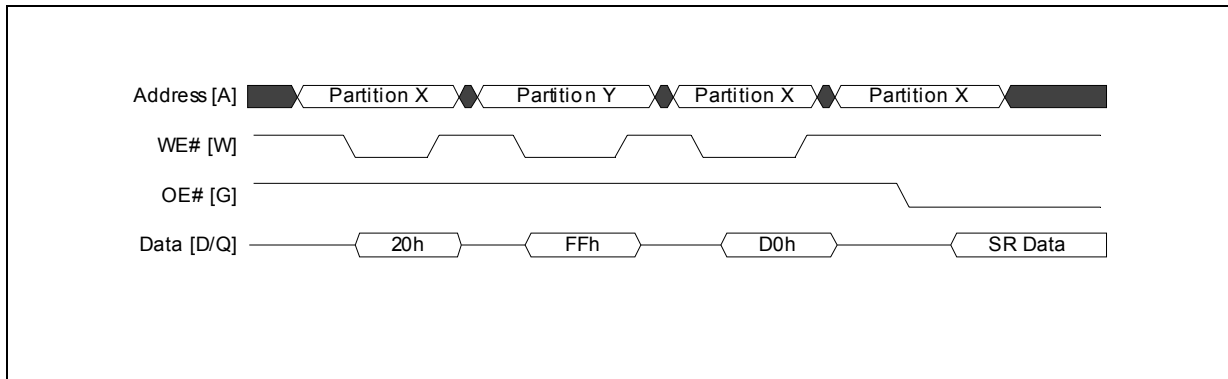 Address [A] Partition X Partition Y Partition X Partition X
WE# [W]
OE# [G]
Data [D/Q] 20h FFh D0h SR Data